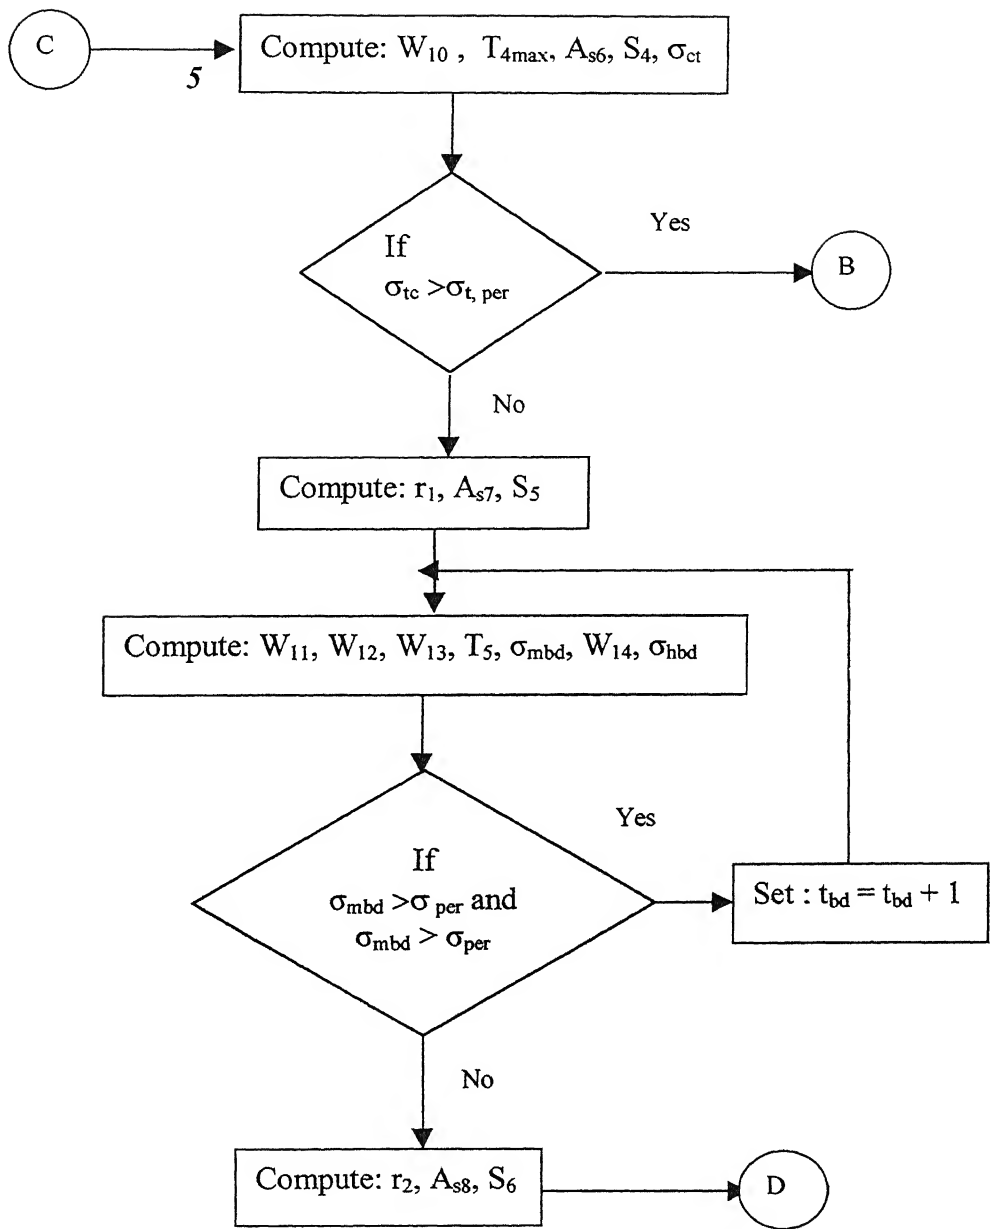 C
5
Compute: W₁₀ , T₄ₘₐₓ, Aₛ₆, S₄, σct
If
σtc >σt, per
Yes
B
No
Compute: r₁, Aₛ₇, S₅
Compute: W₁₁, W₁₂, W₁₃, T₅, σmbd, W₁₄, σhbd
If
σmbd >σ per and
σmbd > σper
Yes
Set : tbd = tbd + 1
No
Compute: r₂, Aₛ₈, S₆
D